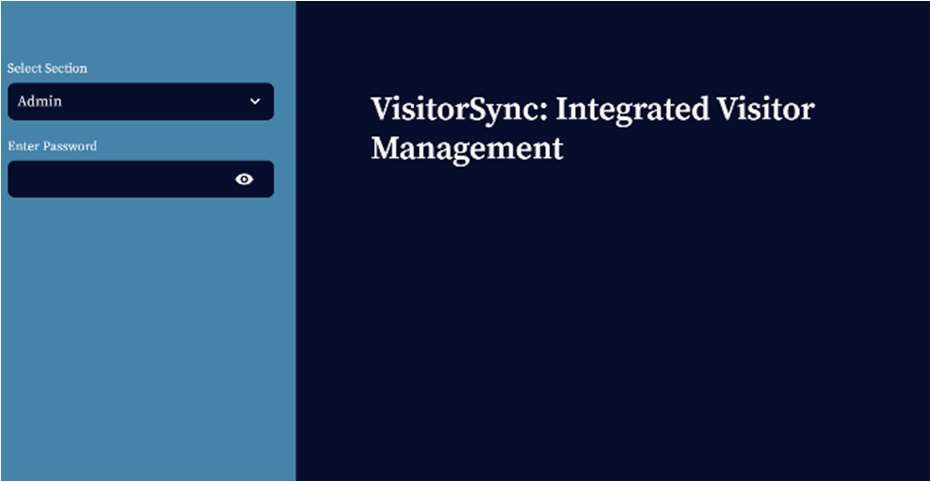 Select Section
Admin
Enter Password
VisitorSync: Integrated Visitor
Management